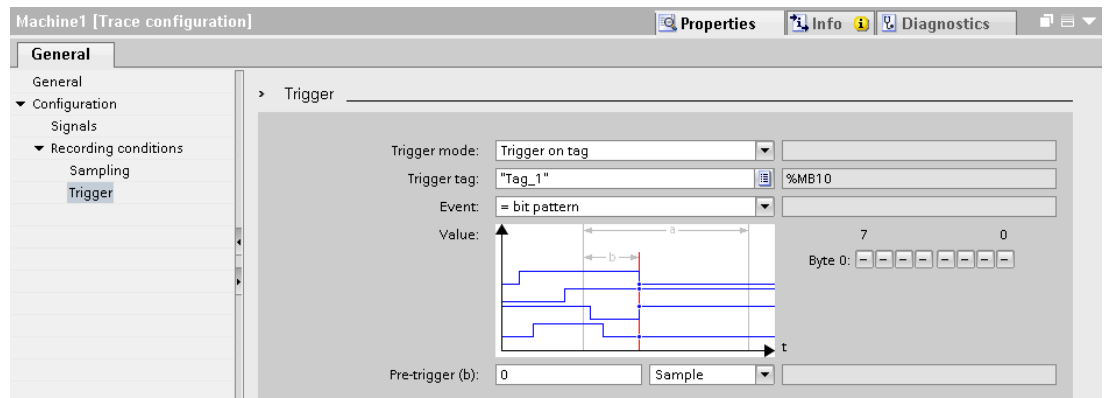 Machine1 [Trace configuration]
Properties
Info
Diagnostics
General
General
Configuration
Signals
Recording conditions
Sampling
Trigger
Trigger
Trigger mode: Trigger on tag
Trigger tag: "Tag_1" %MB10
Event: = bit pattern
Value:
a
b
t
7 0
Byte 0: - - - - - - - -
Pre-trigger (b): 0 Sample